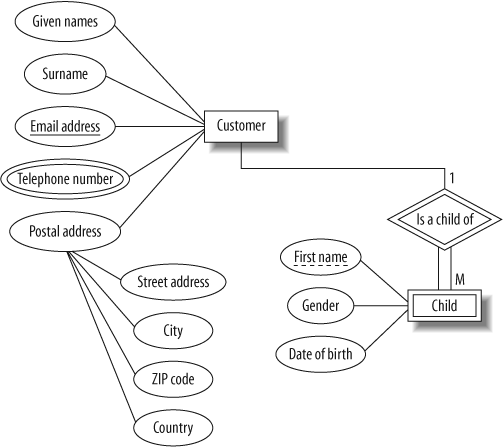 Given names
Surname
Email address
Customer
Telephone number
1
Postal address
Is a child of
First name
M
Street address
Gender
Child
City
Date of birth
ZIP code
Country